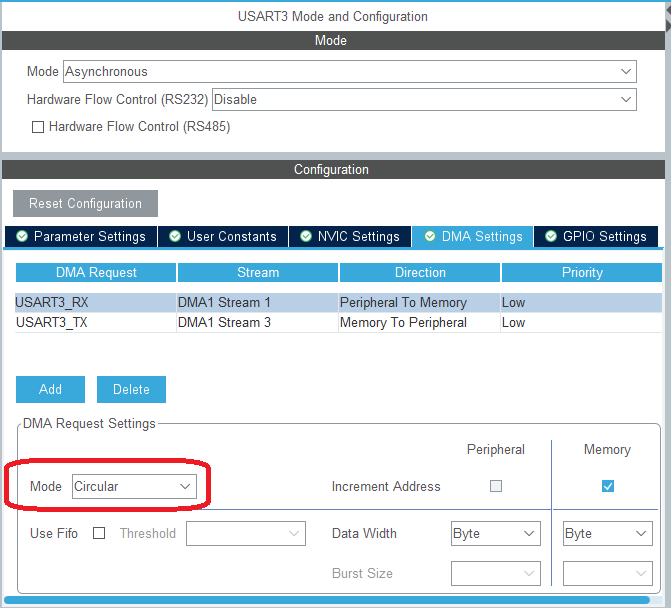 USART3 Mode and Configuration
Mode
Mode Asynchronous
Hardware Flow Control (RS232) Disable
Hardware Flow Control (RS485)
Configuration
Reset Configuration
Parameter Settings User Constants NVIC Settings DMA Settings GPIO Settings
DMA Request Stream Direction Priority
USART3_RX DMA1 Stream 1 Peripheral To Memory Low
USART3_TX DMA1 Stream 3 Memory To Peripheral Low
Add Delete
DMA Request Settings
Peripheral Memory
Mode Circular Increment Address
Use Fifo Threshold Data Width Byte Byte
Burst Size